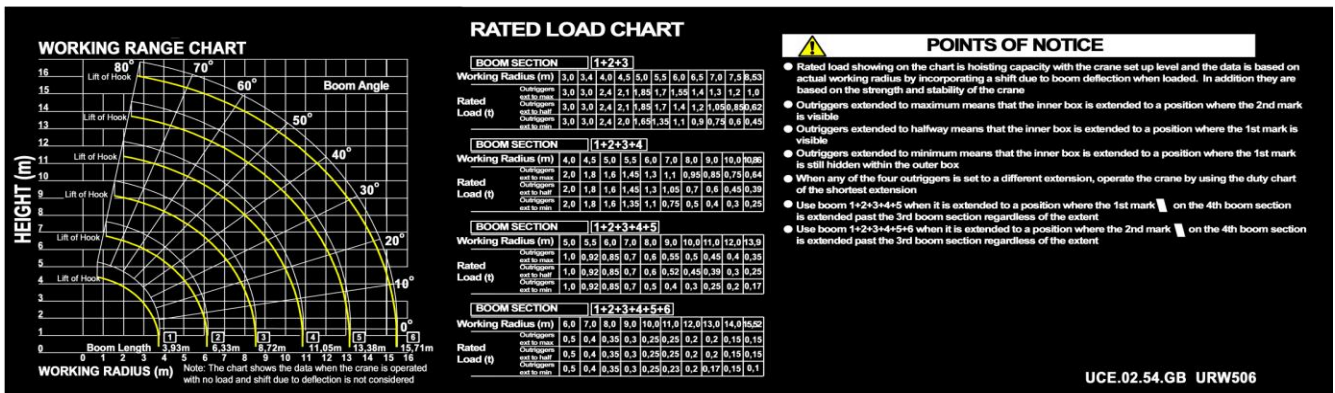 WORKING RANGE CHART
80° 70° 60° 50° 40° 30° 20° 10° 0°
Boom Angle
Lift of Hook
Lift of Hook
Lift of Hook
Lift of Hook
Lift of Hook
Lift of Hook
HEIGHT (m)
16
15
14
13
12
11
10
9
8
7
6
5
4
3
2
1
0
1 2 3 4 5 6
Boom Length 3,93m 6,33m 8,72m 11,05m 13,38m 15,71m
0 1 2 3 4 5 6 7 8 9 10 11 12 13 14 15 16
WORKING RADIUS (m)
Note: The chart shows the data when the crane is operated
with no load and shift due to deflection is not considered
RATED LOAD CHART
BOOM SECTION 1+2+3
Working Radius (m) 3,0 3,4 4,0 4,5 5,0 5,5 6,0 6,5 7,0 7,5 8,53
Rated Load (t)
Outriggers ext to max 3,0 3,0 2,4 2,1 1,85 1,7 1,55 1,4 1,3 1,2 1,0
Outriggers ext to half 3,0 3,0 2,4 2,1 1,85 1,7 1,4 1,2 1,05 0,85 0,62
Outriggers ext to min 3,0 3,0 2,4 2,0 1,65 1,35 1,1 0,9 0,75 0,6 0,45
BOOM SECTION 1+2+3+4
Working Radius (m) 4,0 4,5 5,0 5,5 6,0 7,0 8,0 9,0 10,0 10,86
Rated Load (t)
Outriggers ext to max 2,0 1,8 1,6 1,45 1,3 1,1 0,95 0,85 0,75 0,64
Outriggers ext to half 2,0 1,8 1,6 1,45 1,3 1,05 0,7 0,6 0,45 0,39
Outriggers ext to min 2,0 1,8 1,6 1,35 1,1 0,75 0,5 0,4 0,3 0,25
BOOM SECTION 1+2+3+4+5
Working Radius (m) 5,0 5,5 6,0 7,0 8,0 9,0 10,0 11,0 12,0 13,9
Rated Load (t)
Outriggers ext to max 1,0 0,92 0,85 0,7 0,6 0,55 0,5 0,45 0,4 0,35
Outriggers ext to half 1,0 0,92 0,85 0,7 0,6 0,52 0,45 0,39 0,3 0,25
Outriggers ext to min 1,0 0,92 0,85 0,7 0,5 0,4 0,3 0,25 0,2 0,17
BOOM SECTION 1+2+3+4+5+6
Working Radius (m) 6,0 7,0 8,0 9,0 10,0 11,0 12,0 13,0 14,0 15,52
Rated Load (t)
Outriggers ext to max 0,5 0,4 0,35 0,3 0,25 0,25 0,2 0,2 0,15 0,15
Outriggers ext to half 0,5 0,4 0,35 0,3 0,25 0,25 0,2 0,2 0,15 0,15
Outriggers ext to min 0,5 0,4 0,35 0,3 0,25 0,23 0,2 0,17 0,15 0,1
POINTS OF NOTICE
● Rated load showing on the chart is hoisting capacity with the crane set up level and the data is based on
actual working radius by incorporating a shift due to boom deflection when loaded. In addition they are
based on the strength and stability of the crane
● Outriggers extended to maximum means that the inner box is extended to a position where the 2nd mark
is visible
● Outriggers extended to halfway means that the inner box is extended to a position where the 1st mark is
visible
● Outriggers extended to minimum means that the inner box is extended to a position where the 1st mark
is still hidden within the outer box
● When any of the four outriggers is set to a different extension, operate the crane by using the duty chart
of the shortest extension
● Use boom 1+2+3+4+5 when it is extended to a position where the 1st mark on the 4th boom section
is extended past the 3rd boom section regardless of the extent
● Use boom 1+2+3+4+5+6 when it is extended to a position where the 2nd mark on the 4th boom section
is extended past the 3rd boom section regardless of the extent
UCE.02.54.GB URW506